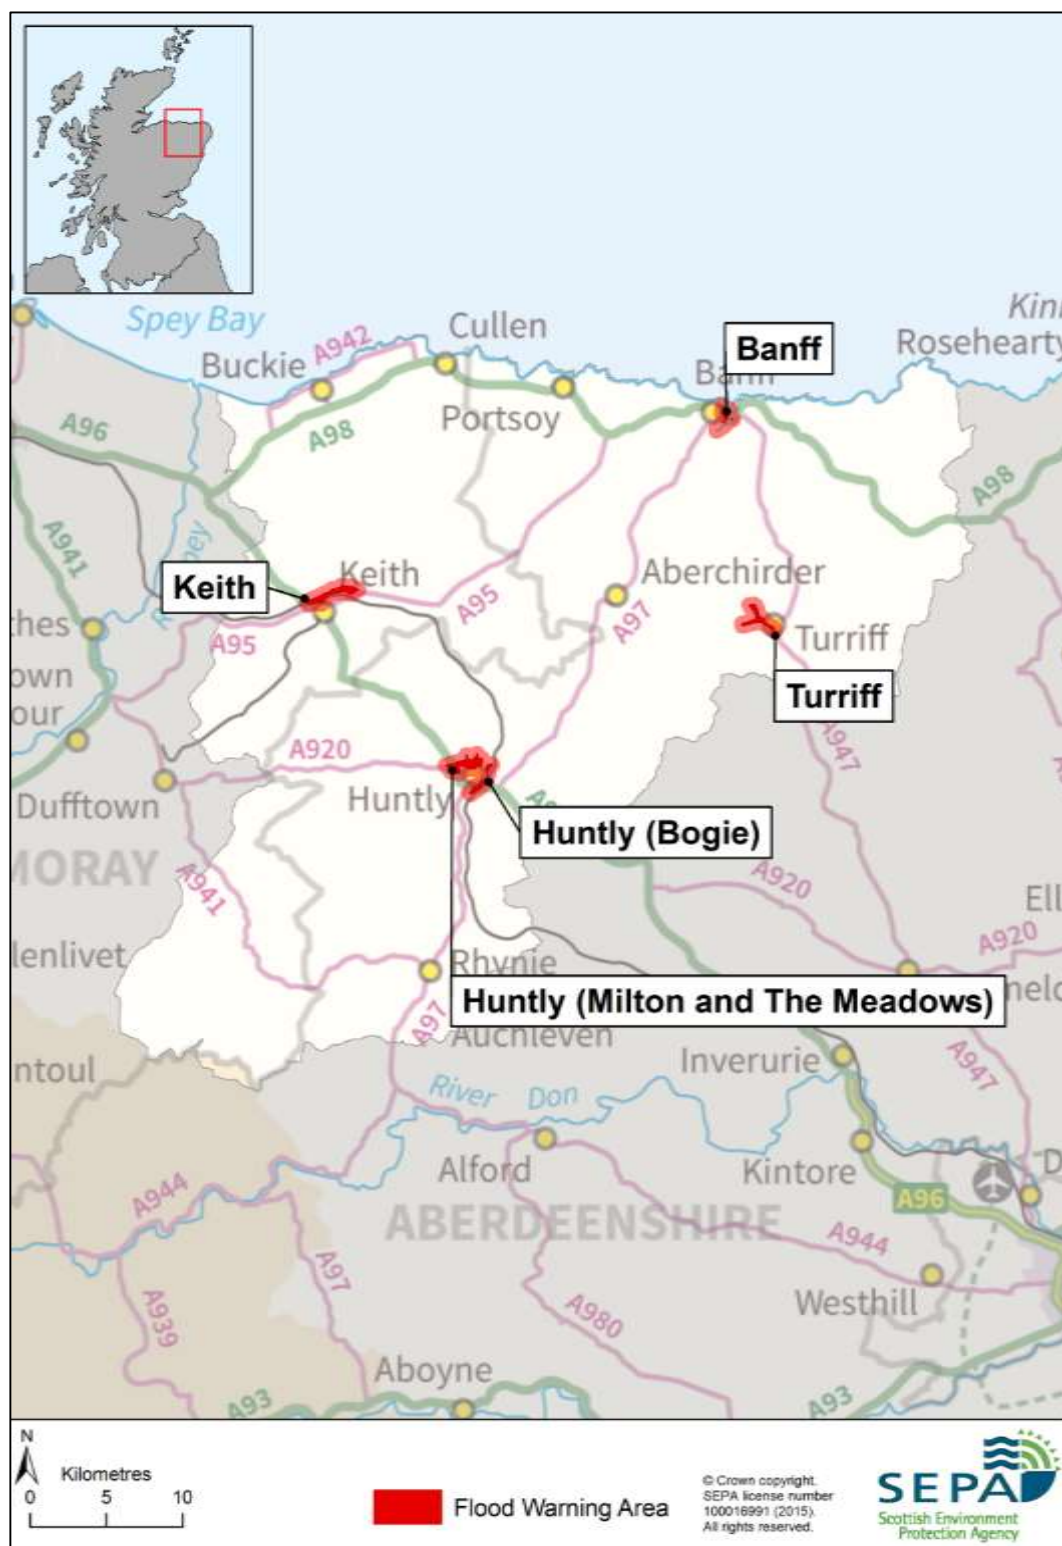 Spey Bay
Cullen
Buckie
A942
Banff
Rosehearty
Portsoy
A96
A98
A98
A941
Keith
Keith
Aberchirder
A95
A97
A95
Turriff
Turriff
A947
A920
Dufftown
Huntly
Huntly (Bogie)
MORAY
A941
A920
A920
Rhynie
Huntly (Milton and The Meadows)
A97
Auchleven
Inverurie
A947
River Don
Alford
Kintore
A944
ABERDEENSHIRE
A96
A97
A944
A939
A980
Westhill
Aboyne
A93
A93
N
Kilometres
0 5 10
Flood Warning Area
© Crown copyright.
SEPA license number
100016991 (2015).
All rights reserved.
SEPA
Scottish Environment
Protection Agency